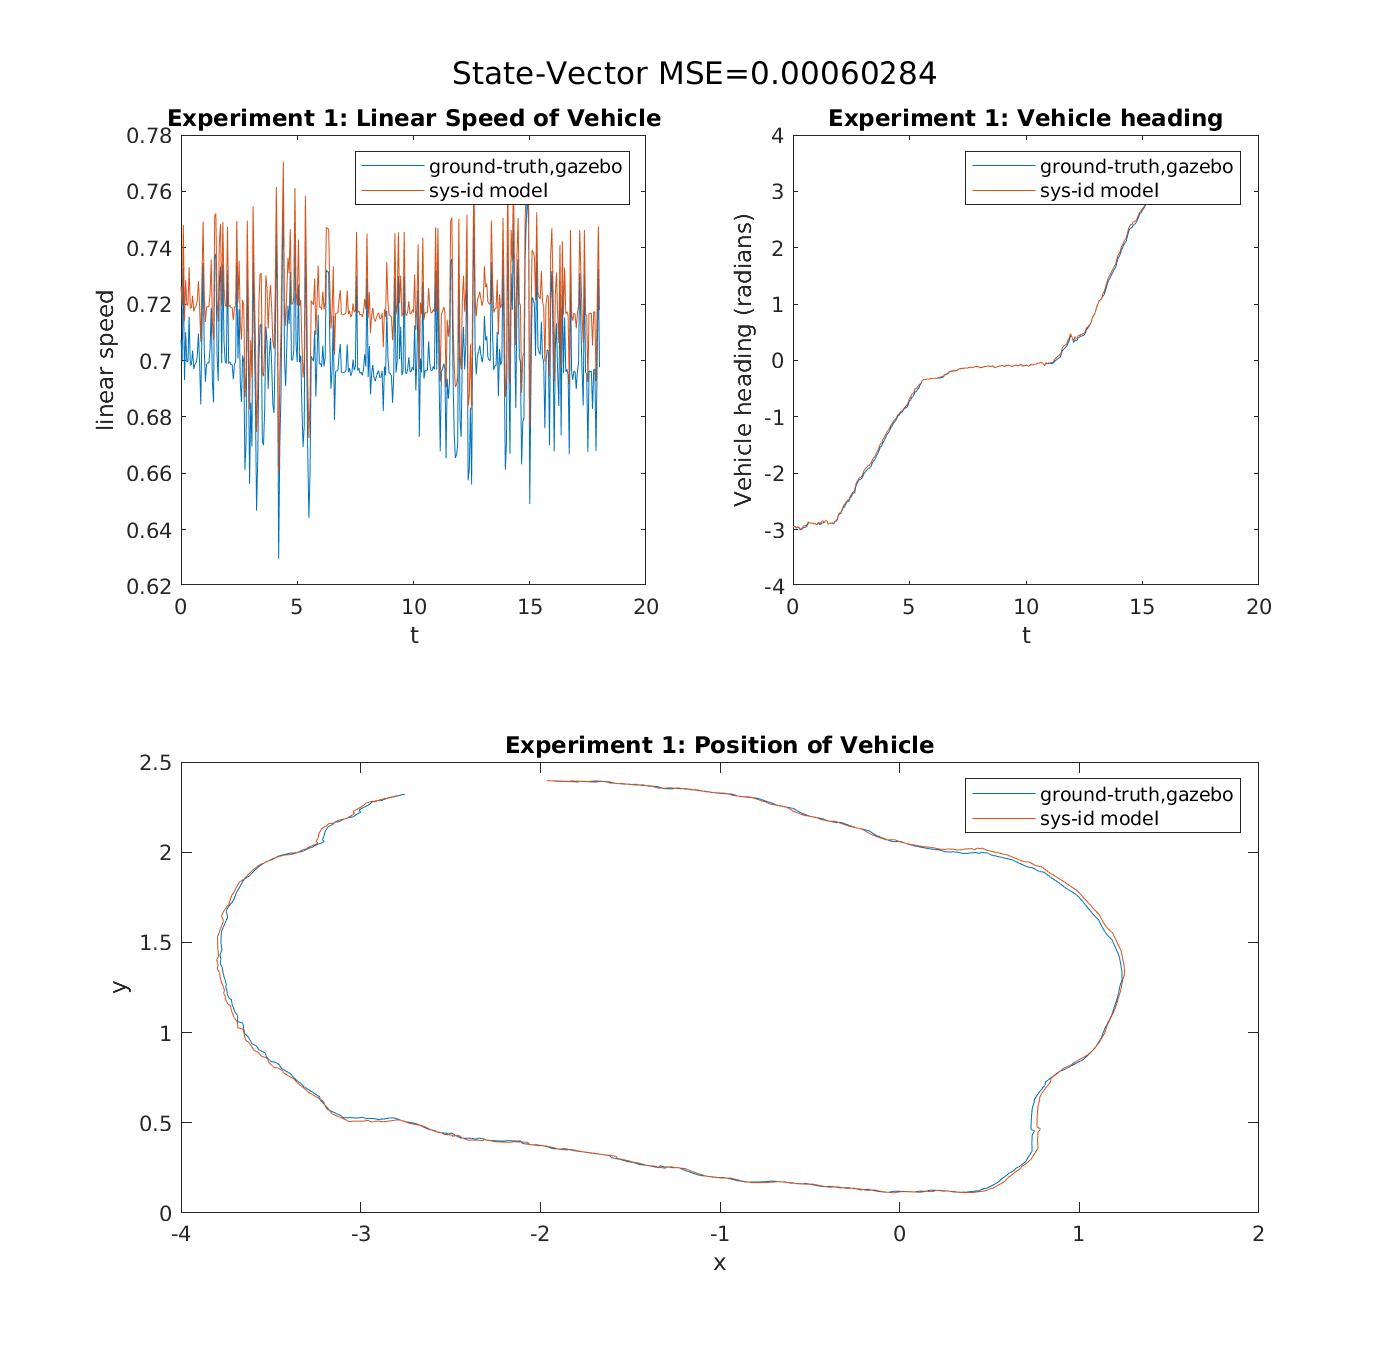 State-Vector MSE=0.00060284
Experiment 1: Linear Speed of Vehicle
0.78
0.76
0.74
0.72
0.7
0.68
0.66
0.64
0.62
linear speed
ground-truth,gazebo
sys-id model
0 5 10 15 20
t
Experiment 1: Vehicle heading
4
3
2
1
0
-1
-2
-3
-4
Vehicle heading (radians)
ground-truth,gazebo
sys-id model
0 5 10 15 20
t
Experiment 1: Position of Vehicle
2.5
2
1.5
1
0.5
0
y
ground-truth,gazebo
sys-id model
-4 -3 -2 -1 0 1 2
x